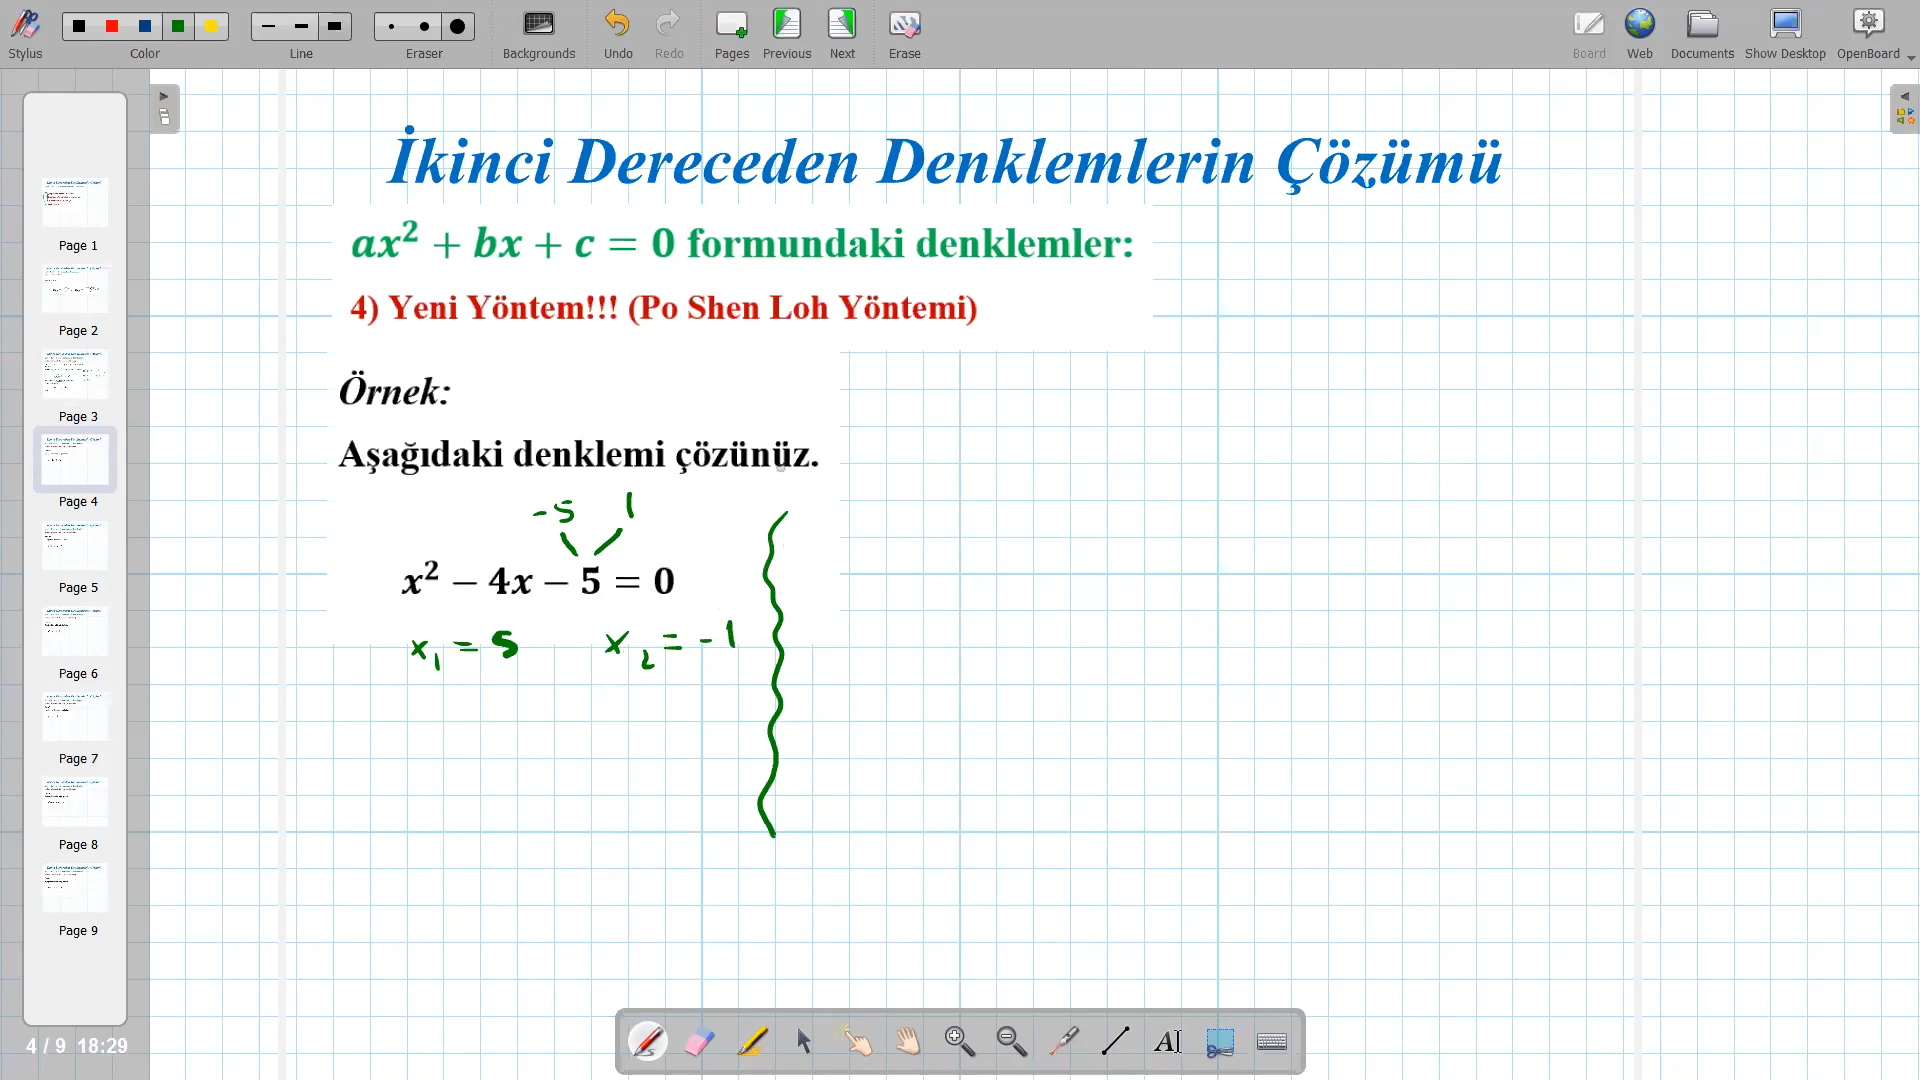 Stylus
Color
Line
Eraser
Backgrounds
Undo
Redo
Pages
Previous
Next
Erase
Board
Web
Documents
Show Desktop
OpenBoard
Page 1
Page 2
Page 3
Page 4
Page 5
Page 6
Page 7
Page 8
Page 9
4 / 9 18:29
İkinci Dereceden Denklemlerin Çözümü
ax² + bx + c = 0 formundaki denklemler:
4) Yeni Yöntem!!! (Po Shen Loh Yöntemi)
Örnek:
Aşağıdaki denklemi çözünüz.
-5 1
x² − 4x − 5 = 0
x₁ = 5 x₂ = -1